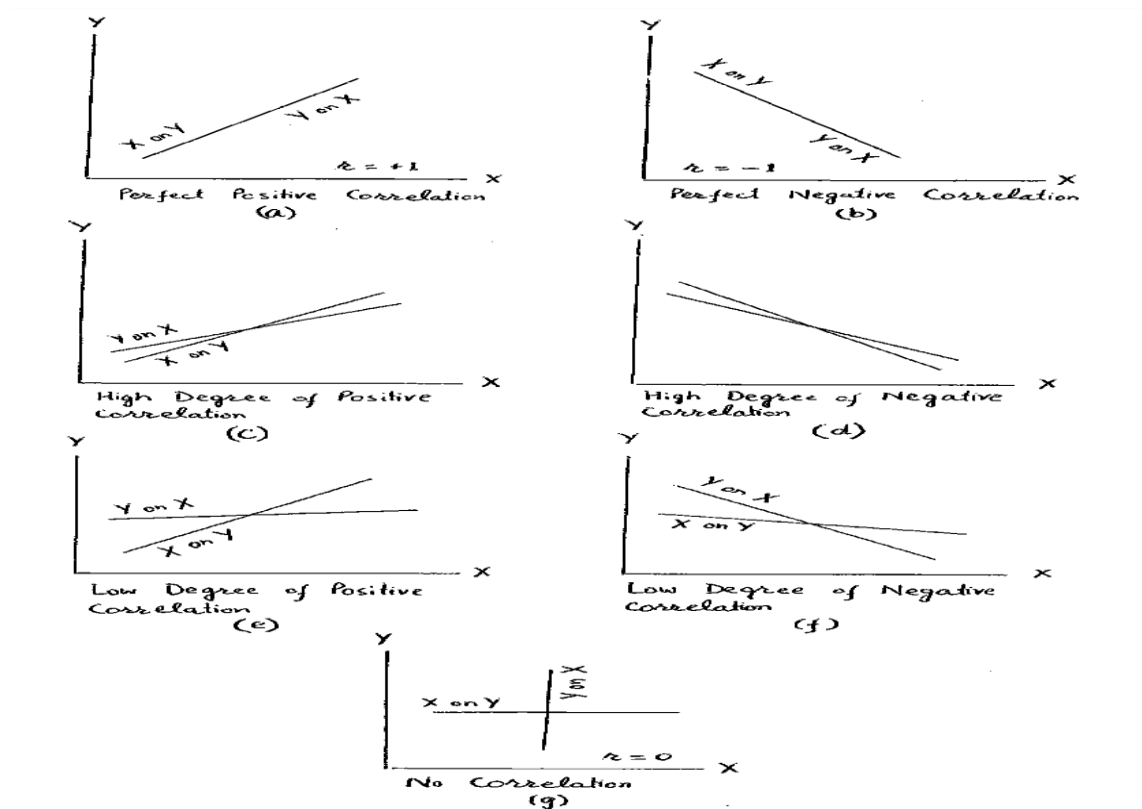 Y
X on Y
Y on X
r = +1
X
Perfect Positive Correlation
(a)
Y
X on Y
Y on X
r = -1
X
Perfect Negative Correlation
(b)
Y
Y on X
X on Y
X
High Degree of Positive
Correlation
(c)
Y
X
High Degree of Negative
Correlation
(d)
Y
Y on X
X on Y
X
Low Degree of Positive
Correlation
(e)
Y
Y on X
X on Y
X
Low Degree of Negative
Correlation
(f)
Y
X on Y
Y on X
r = 0
X
No Correlation
(g)